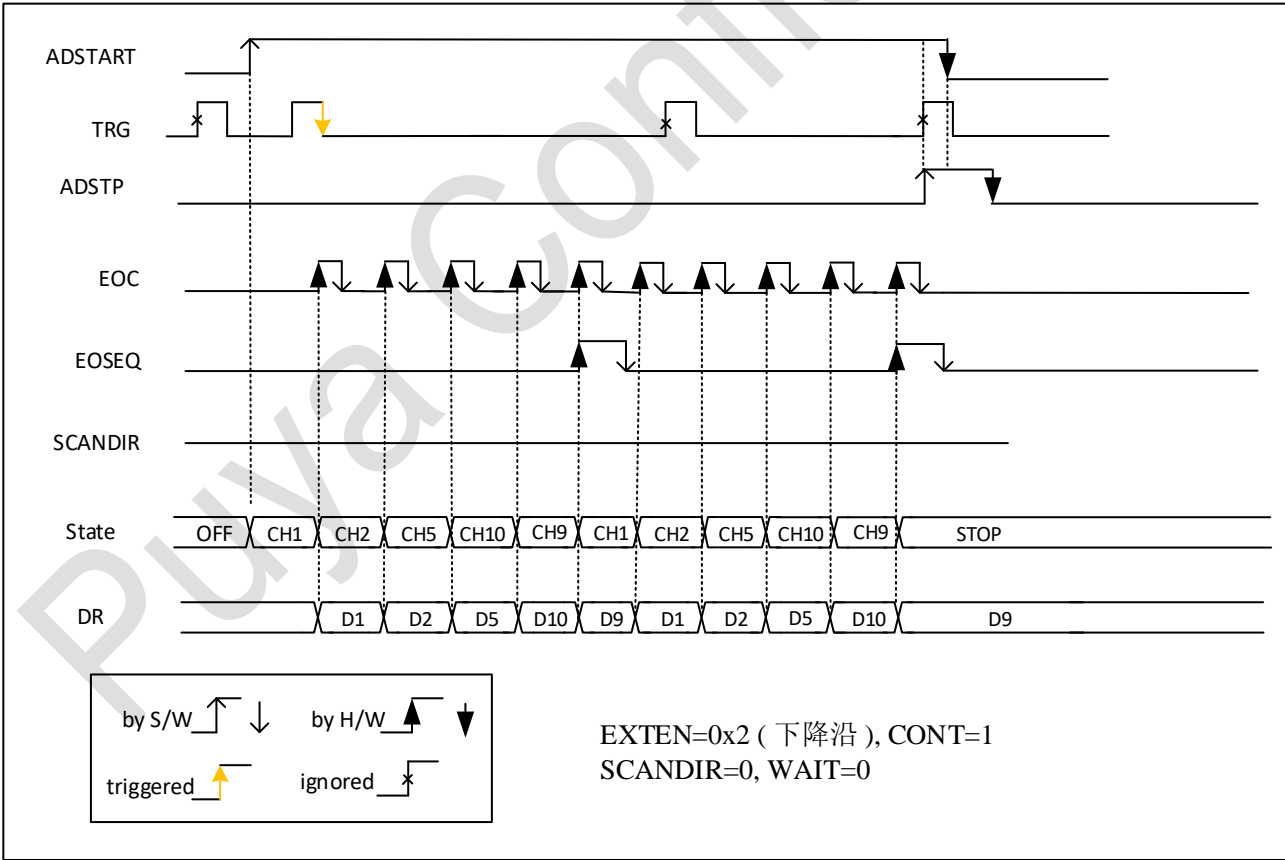 Puya Confi
ADSTART
TRG
ADSTP
EOC
EOSEQ
SCANDIR
State OFF CH1 CH2 CH5 CH10 CH9 CH1 CH2 CH5 CH10 CH9 STOP
DR D1 D2 D5 D10 D9 D1 D2 D5 D10 D9
by S/W by H/W
triggered ignored
EXTEN=0x2 ( 下降沿 ), CONT=1
SCANDIR=0, WAIT=0